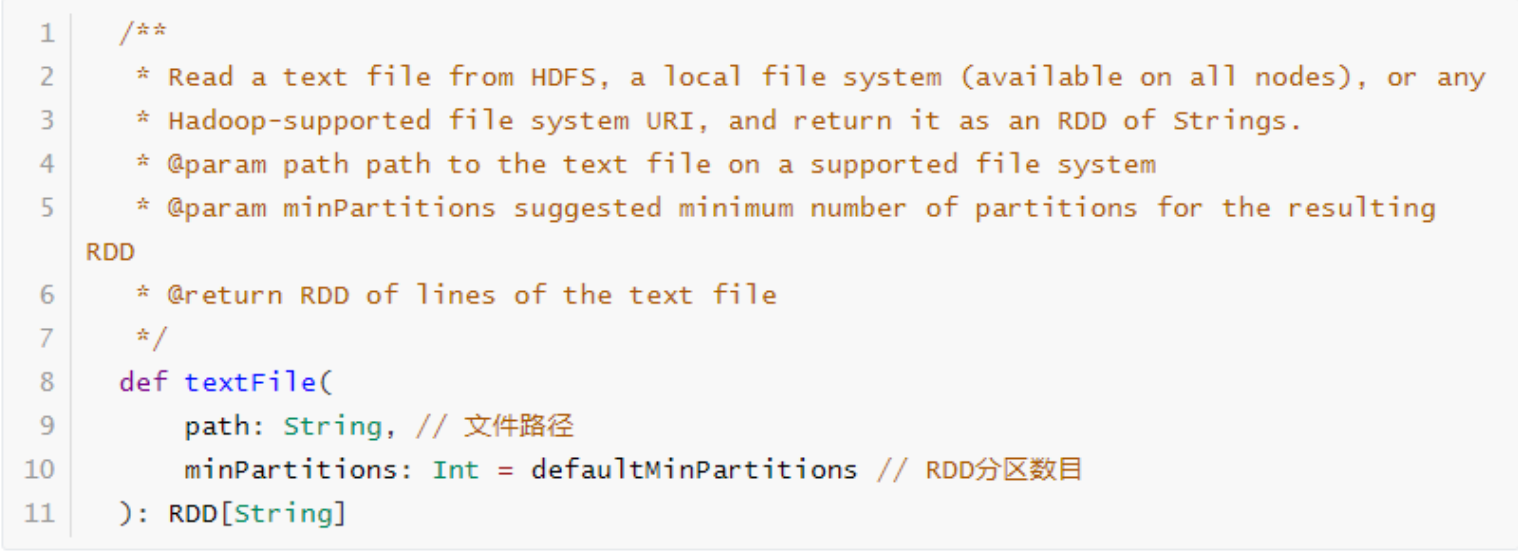 1 /**
2 * Read a text file from HDFS, a local file system (available on all nodes), or any
3 * Hadoop-supported file system URI, and return it as an RDD of Strings.
4 * @param path path to the text file on a supported file system
5 * @param minPartitions suggested minimum number of partitions for the resulting
RDD
6 * @return RDD of lines of the text file
7 */
8 def textFile(
9 path: String, // 文件路径
10 minPartitions: Int = defaultMinPartitions // RDD分区数目
11 ): RDD[String]